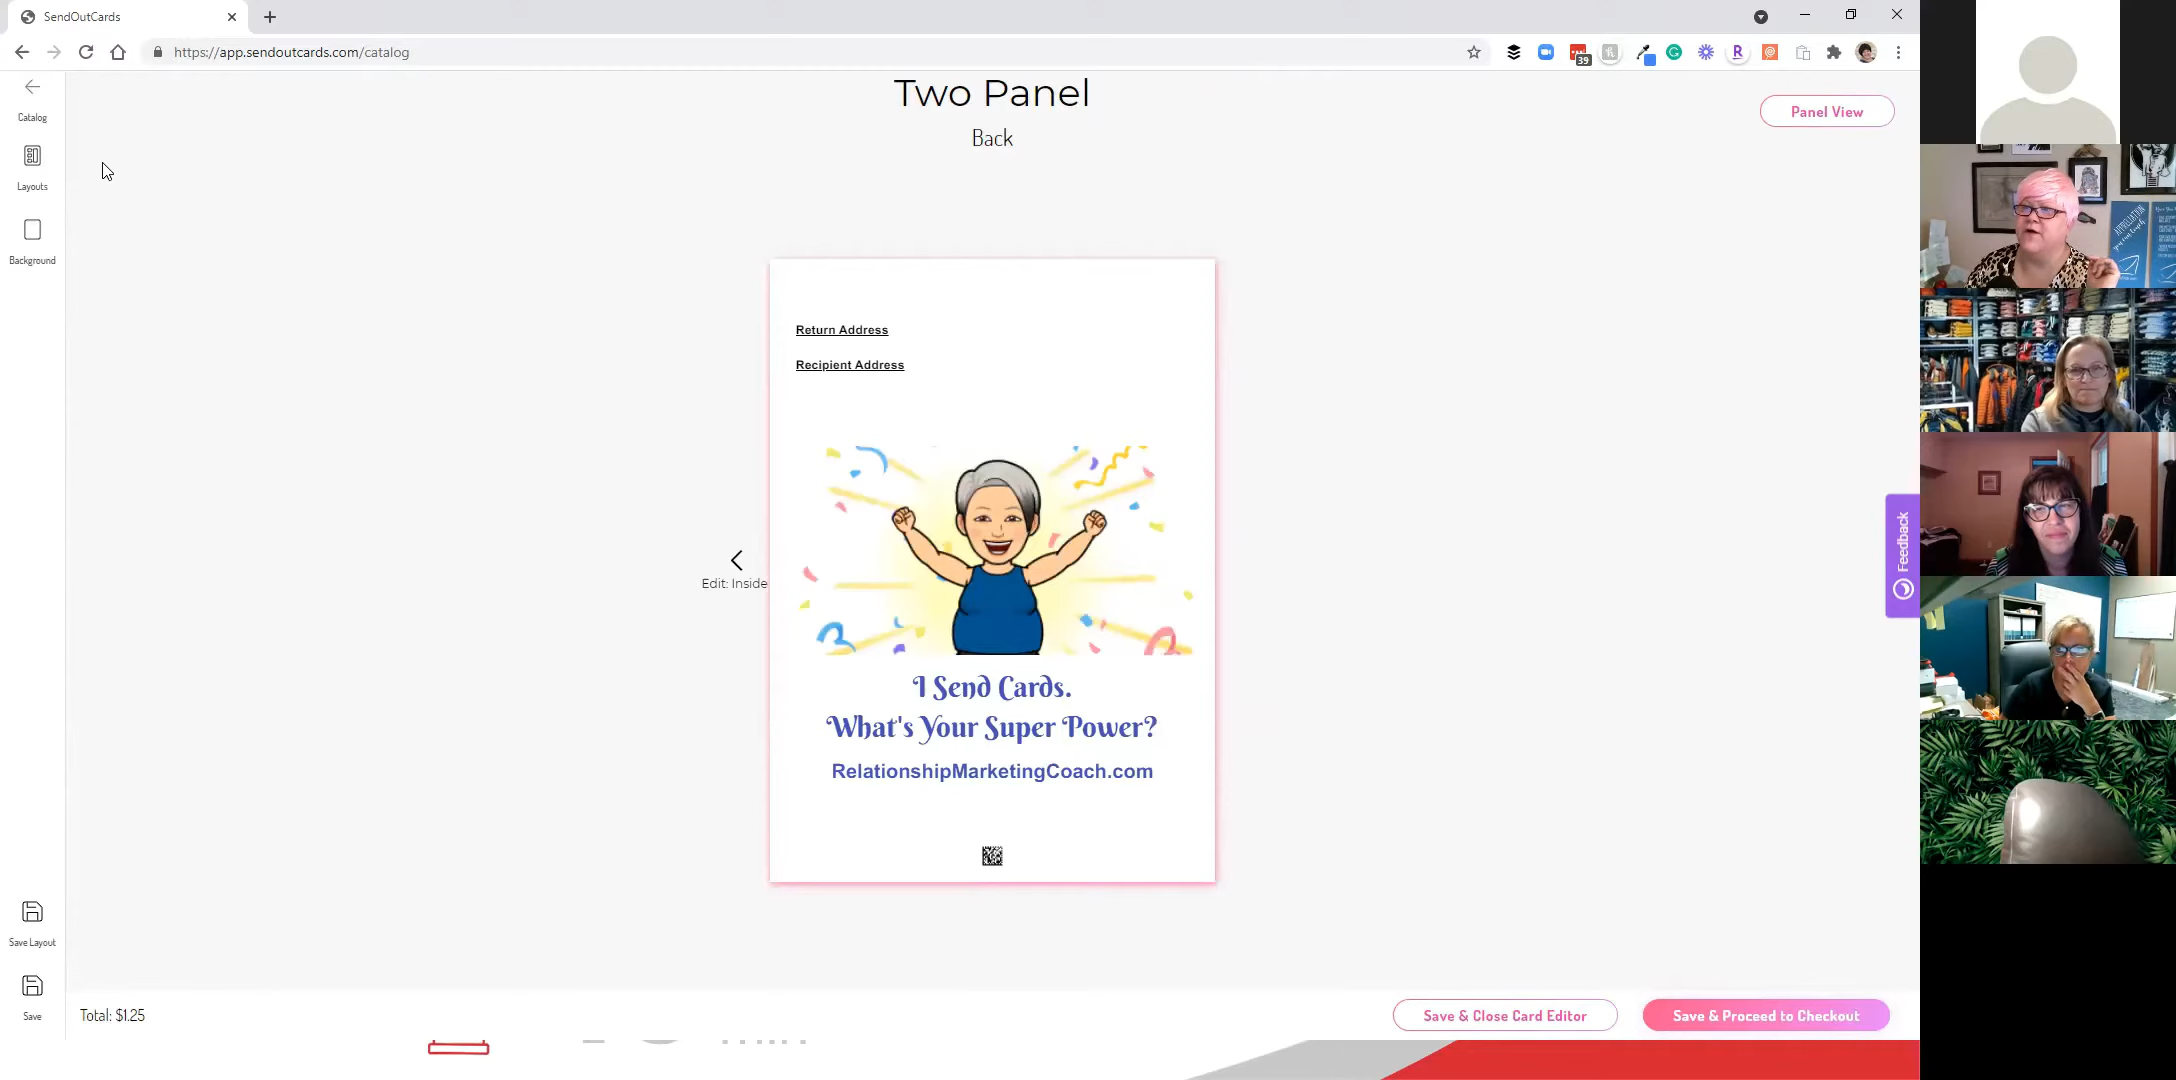 SendOutCards
https://app.sendoutcards.com/catalog
39
Two Panel
Back
Panel View
Catalog
Layouts
Background
Return Address
Recipient Address
Edit: Inside
I Send Cards.
What's Your Super Power?
RelationshipMarketingCoach.com
Feedback
Save Layout
Save
Total: $1.25
Save & Close Card Editor
Save & Proceed to Checkout
APPRECIATION